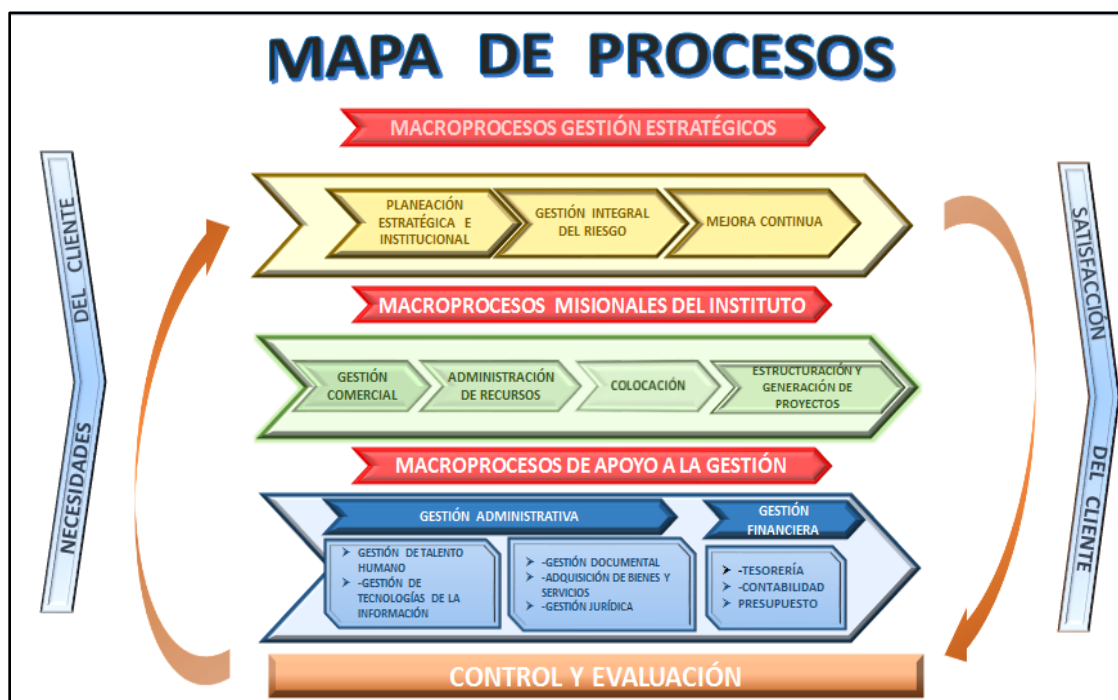 MAPA DE PROCESOS
MACROPROCESOS GESTIÓN ESTRATÉGICOS
PLANEACIÓN
ESTRATÉGICA E
INSTITUCIONAL
GESTIÓN INTEGRAL
DEL RIESGO
MEJORA CONTINUA
MACROPROCESOS MISIONALES DEL INSTITUTO
GESTIÓN
COMERCIAL
ADMINISTRACIÓN
DE RECURSOS
COLOCACIÓN
ESTRUCTURACIÓN Y
GENERACIÓN DE
PROYECTOS
MACROPROCESOS DE APOYO A LA GESTIÓN
GESTIÓN ADMINISTRATIVA
GESTIÓN DE TALENTO
HUMANO
-GESTIÓN DE
TECNOLOGÍAS DE LA
INFORMACIÓN
-GESTIÓN DOCUMENTAL
-ADQUISICIÓN DE BIENES Y
SERVICIOS
-GESTIÓN JURÍDICA
GESTIÓN
FINANCIERA
-TESORERÍA
-CONTABILIDAD
PRESUPUESTO
CONTROL Y EVALUACIÓN
NECESIDADES DEL CLIENTE
SATISFACCIÓN DEL CLIENTE